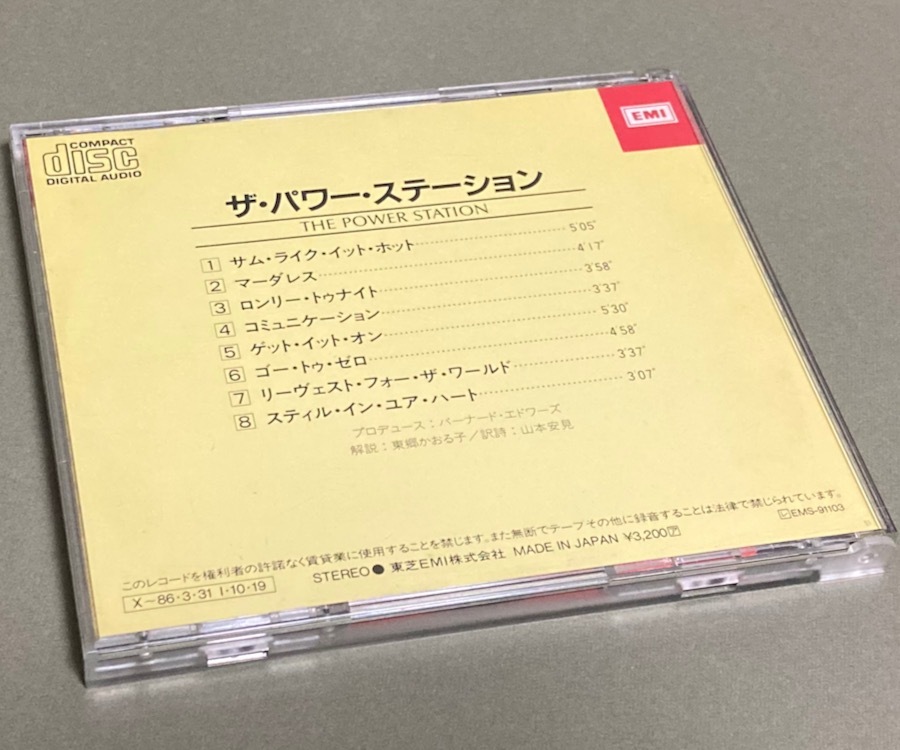 COMPACT
disc
DIGITAL AUDIO
EMI
ザ・パワー・ステーション
THE POWER STATION
1 サム・ライク・イット・ホット 5'05"
2 マーダレス 4'17"
3 ロンリー・トゥナイト 3'58"
4 コミュニケーション 3'37"
5 ゲット・イット・オン 5'30"
6 ゴー・トゥ・ゼロ 4'58"
7 リーヴェスト・フォー・ザ・ワールド 3'37"
8 スティル・イン・ユア・ハート 3'07"
プロデュース:バーナード・エドワーズ
解説:東郷かおる子/訳詩:山本安見
このレコードを権利者の許諾なく賃貸業に使用することを禁じます。また無断でテープその他に録音することは法律で禁じられています。
X〜86・3・31 I・10・19 STEREO ● 東芝EMI株式会社 MADE IN JAPAN ¥3,200 EMS-91103